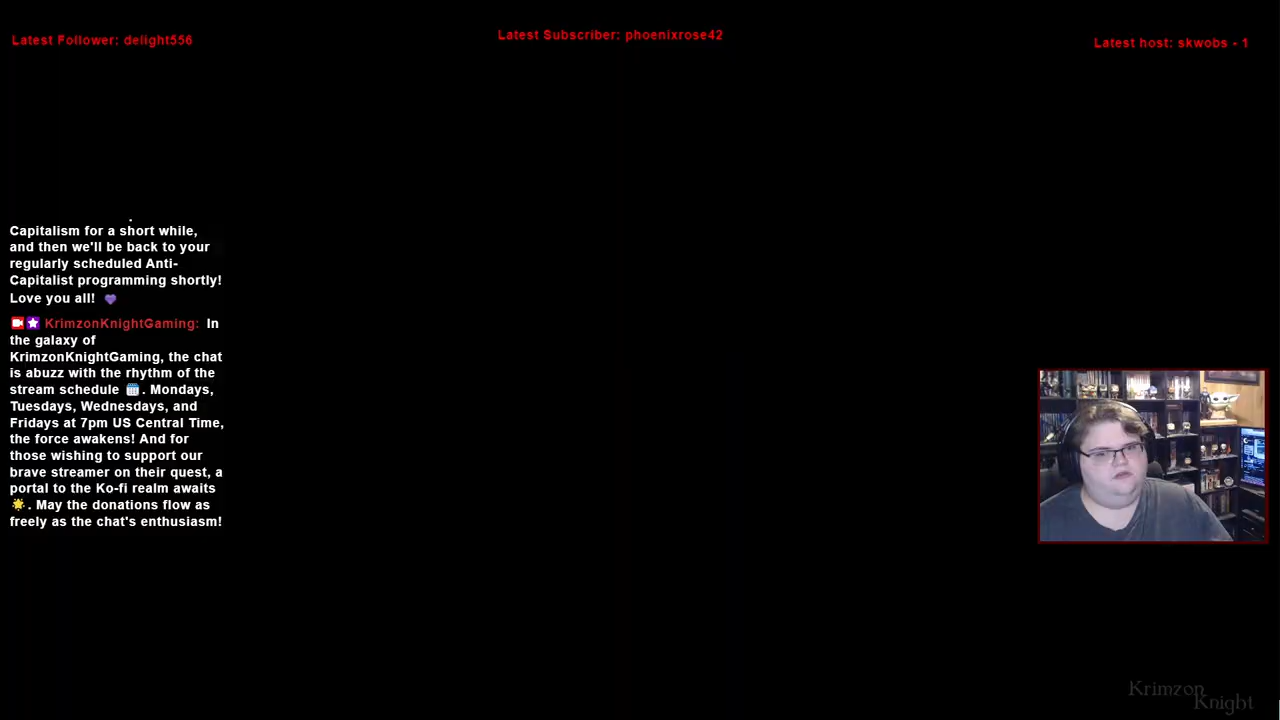 Latest Follower: delight556
Latest Subscriber: phoenixrose42
Latest host: skwobs - 1
Capitalism for a short while,
and then we'll be back to your
regularly scheduled Anti-
Capitalist programming shortly!
Love you all! 💜
KrimzonKnightGaming: In
the galaxy of
KrimzonKnightGaming, the chat
is abuzz with the rhythm of the
stream schedule 🗓️. Mondays,
Tuesdays, Wednesdays, and
Fridays at 7pm US Central Time,
the force awakens! And for
those wishing to support our
brave streamer on their quest, a
portal to the Ko-fi realm awaits
🌟. May the donations flow as
freely as the chat's enthusiasm!
Krimzon
Knight